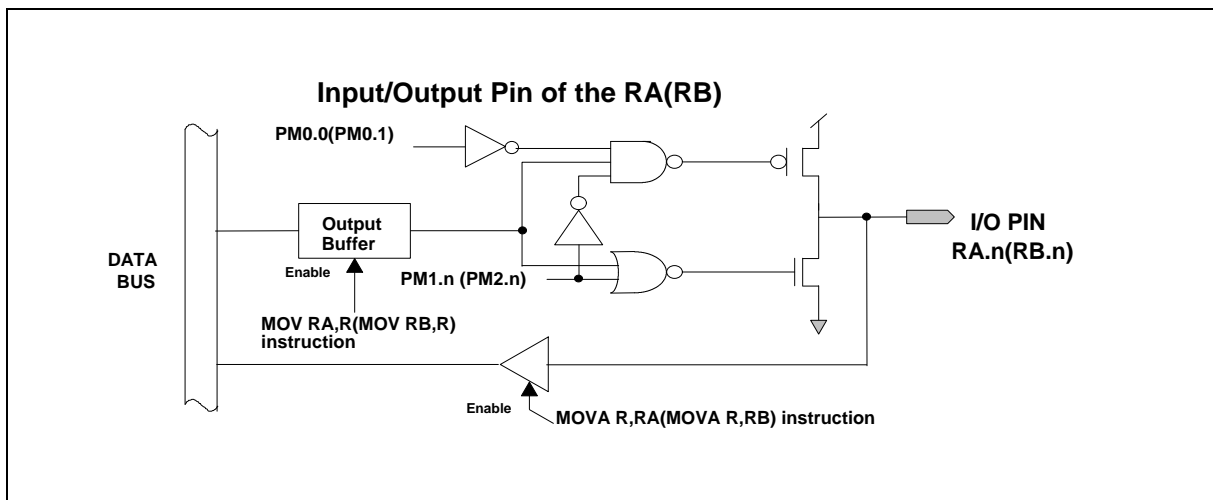 Input/Output Pin of the RA(RB)
PM0.0(PM0.1)
Output
Buffer
Enable
DATA
BUS
PM1.n (PM2.n)
I/O PIN
RA.n(RB.n)
MOV RA,R(MOV RB,R)
instruction
Enable
MOVA R,RA(MOVA R,RB) instruction